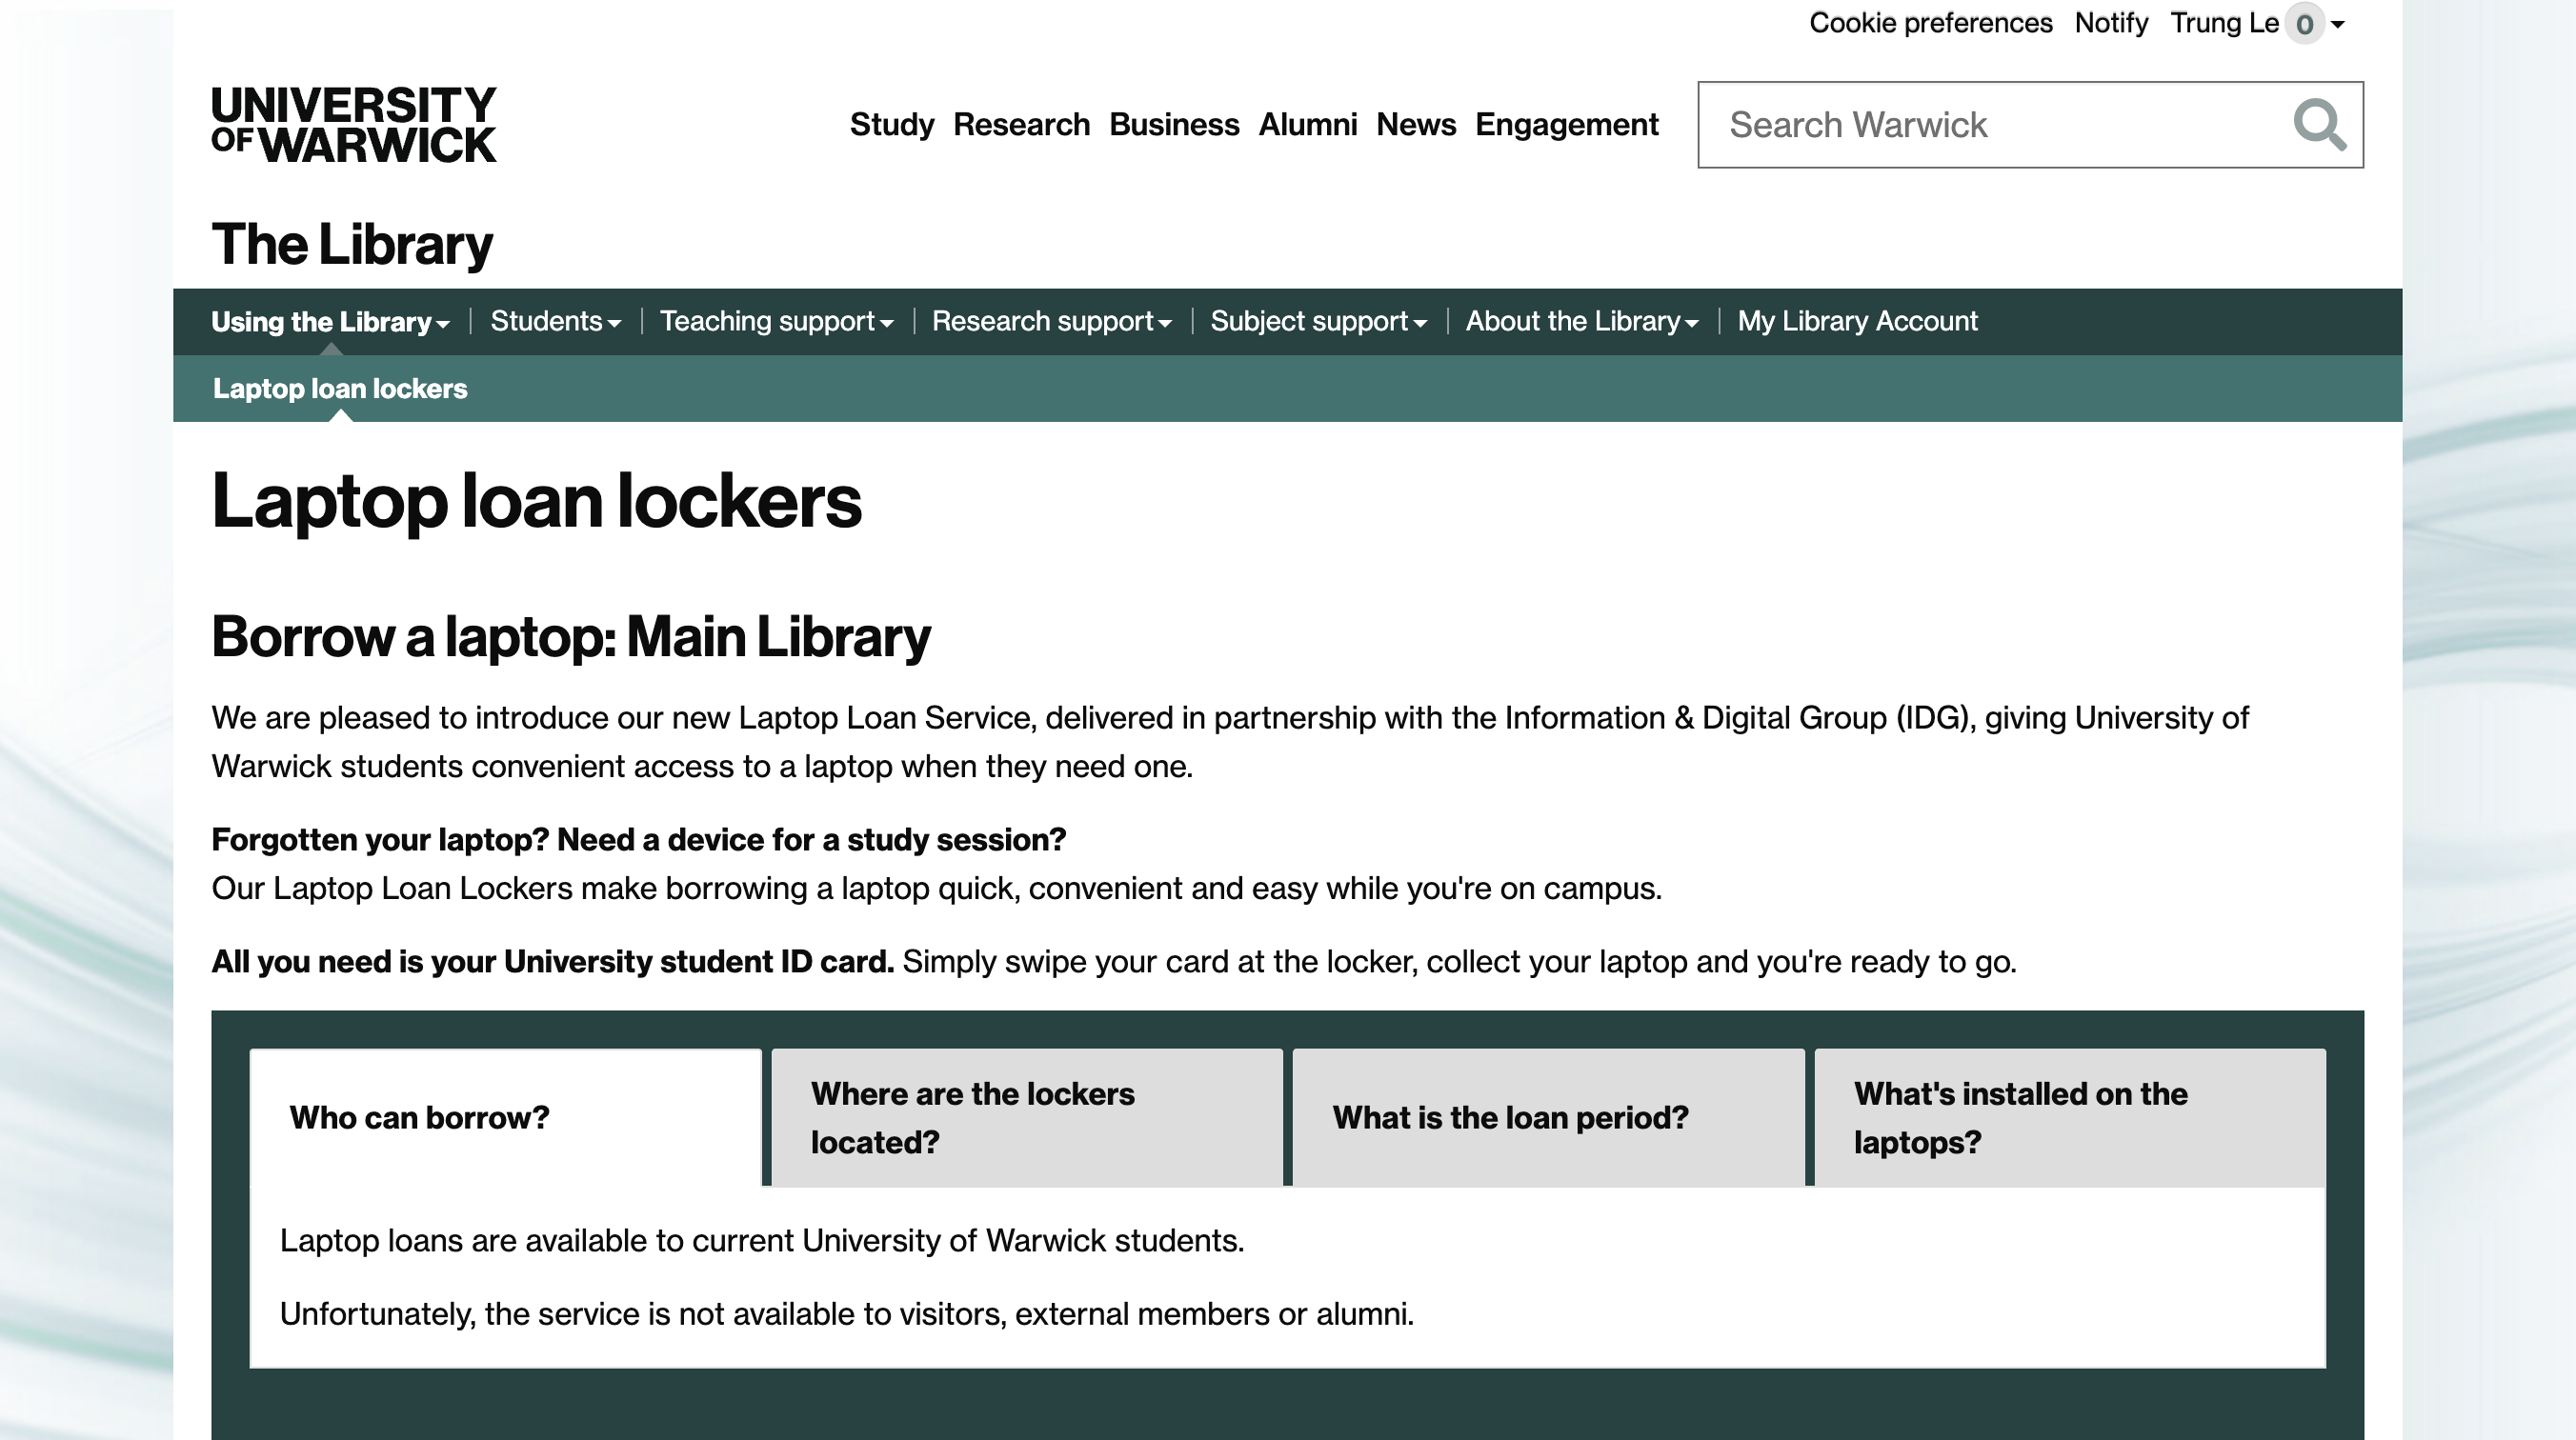 Cookie preferences Notify Trung Le 0
UNIVERSITY
OF WARWICK
Study Research Business Alumni News Engagement
Search Warwick
The Library
Using the Library Students Teaching support Research support Subject support About the Library My Library Account
Laptop loan lockers
Laptop loan lockers
Borrow a laptop: Main Library
We are pleased to introduce our new Laptop Loan Service, delivered in partnership with the Information & Digital Group (IDG), giving University of
Warwick students convenient access to a laptop when they need one.
Forgotten your laptop? Need a device for a study session?
Our Laptop Loan Lockers make borrowing a laptop quick, convenient and easy while you're on campus.
All you need is your University student ID card. Simply swipe your card at the locker, collect your laptop and you're ready to go.
Who can borrow?
Where are the lockers
located?
What is the loan period?
What's installed on the
laptops?
Laptop loans are available to current University of Warwick students.
Unfortunately, the service is not available to visitors, external members or alumni.